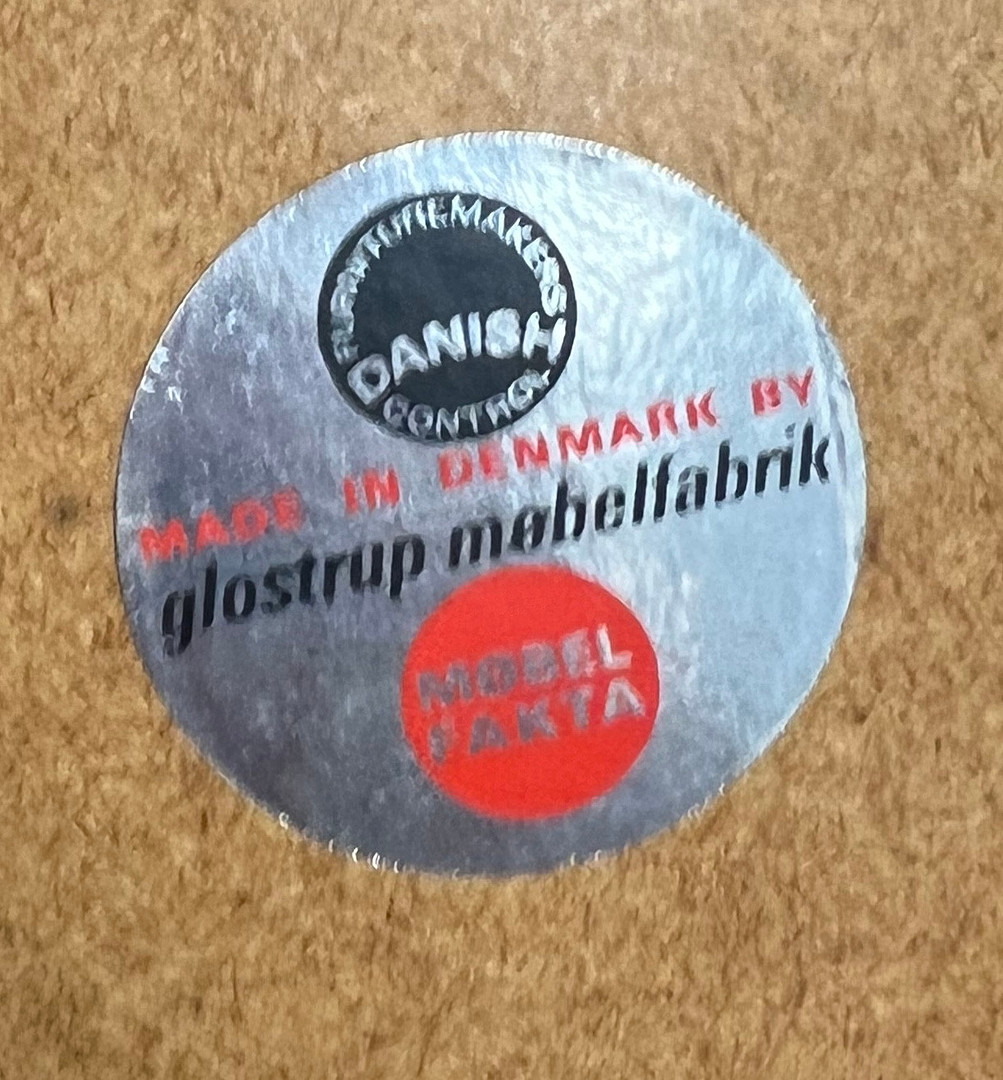 FURNITUREMAKERS
DANISH
CONTROL
MADE IN DENMARK BY
glostrup møbelfabrik
MØBEL
FAKTA